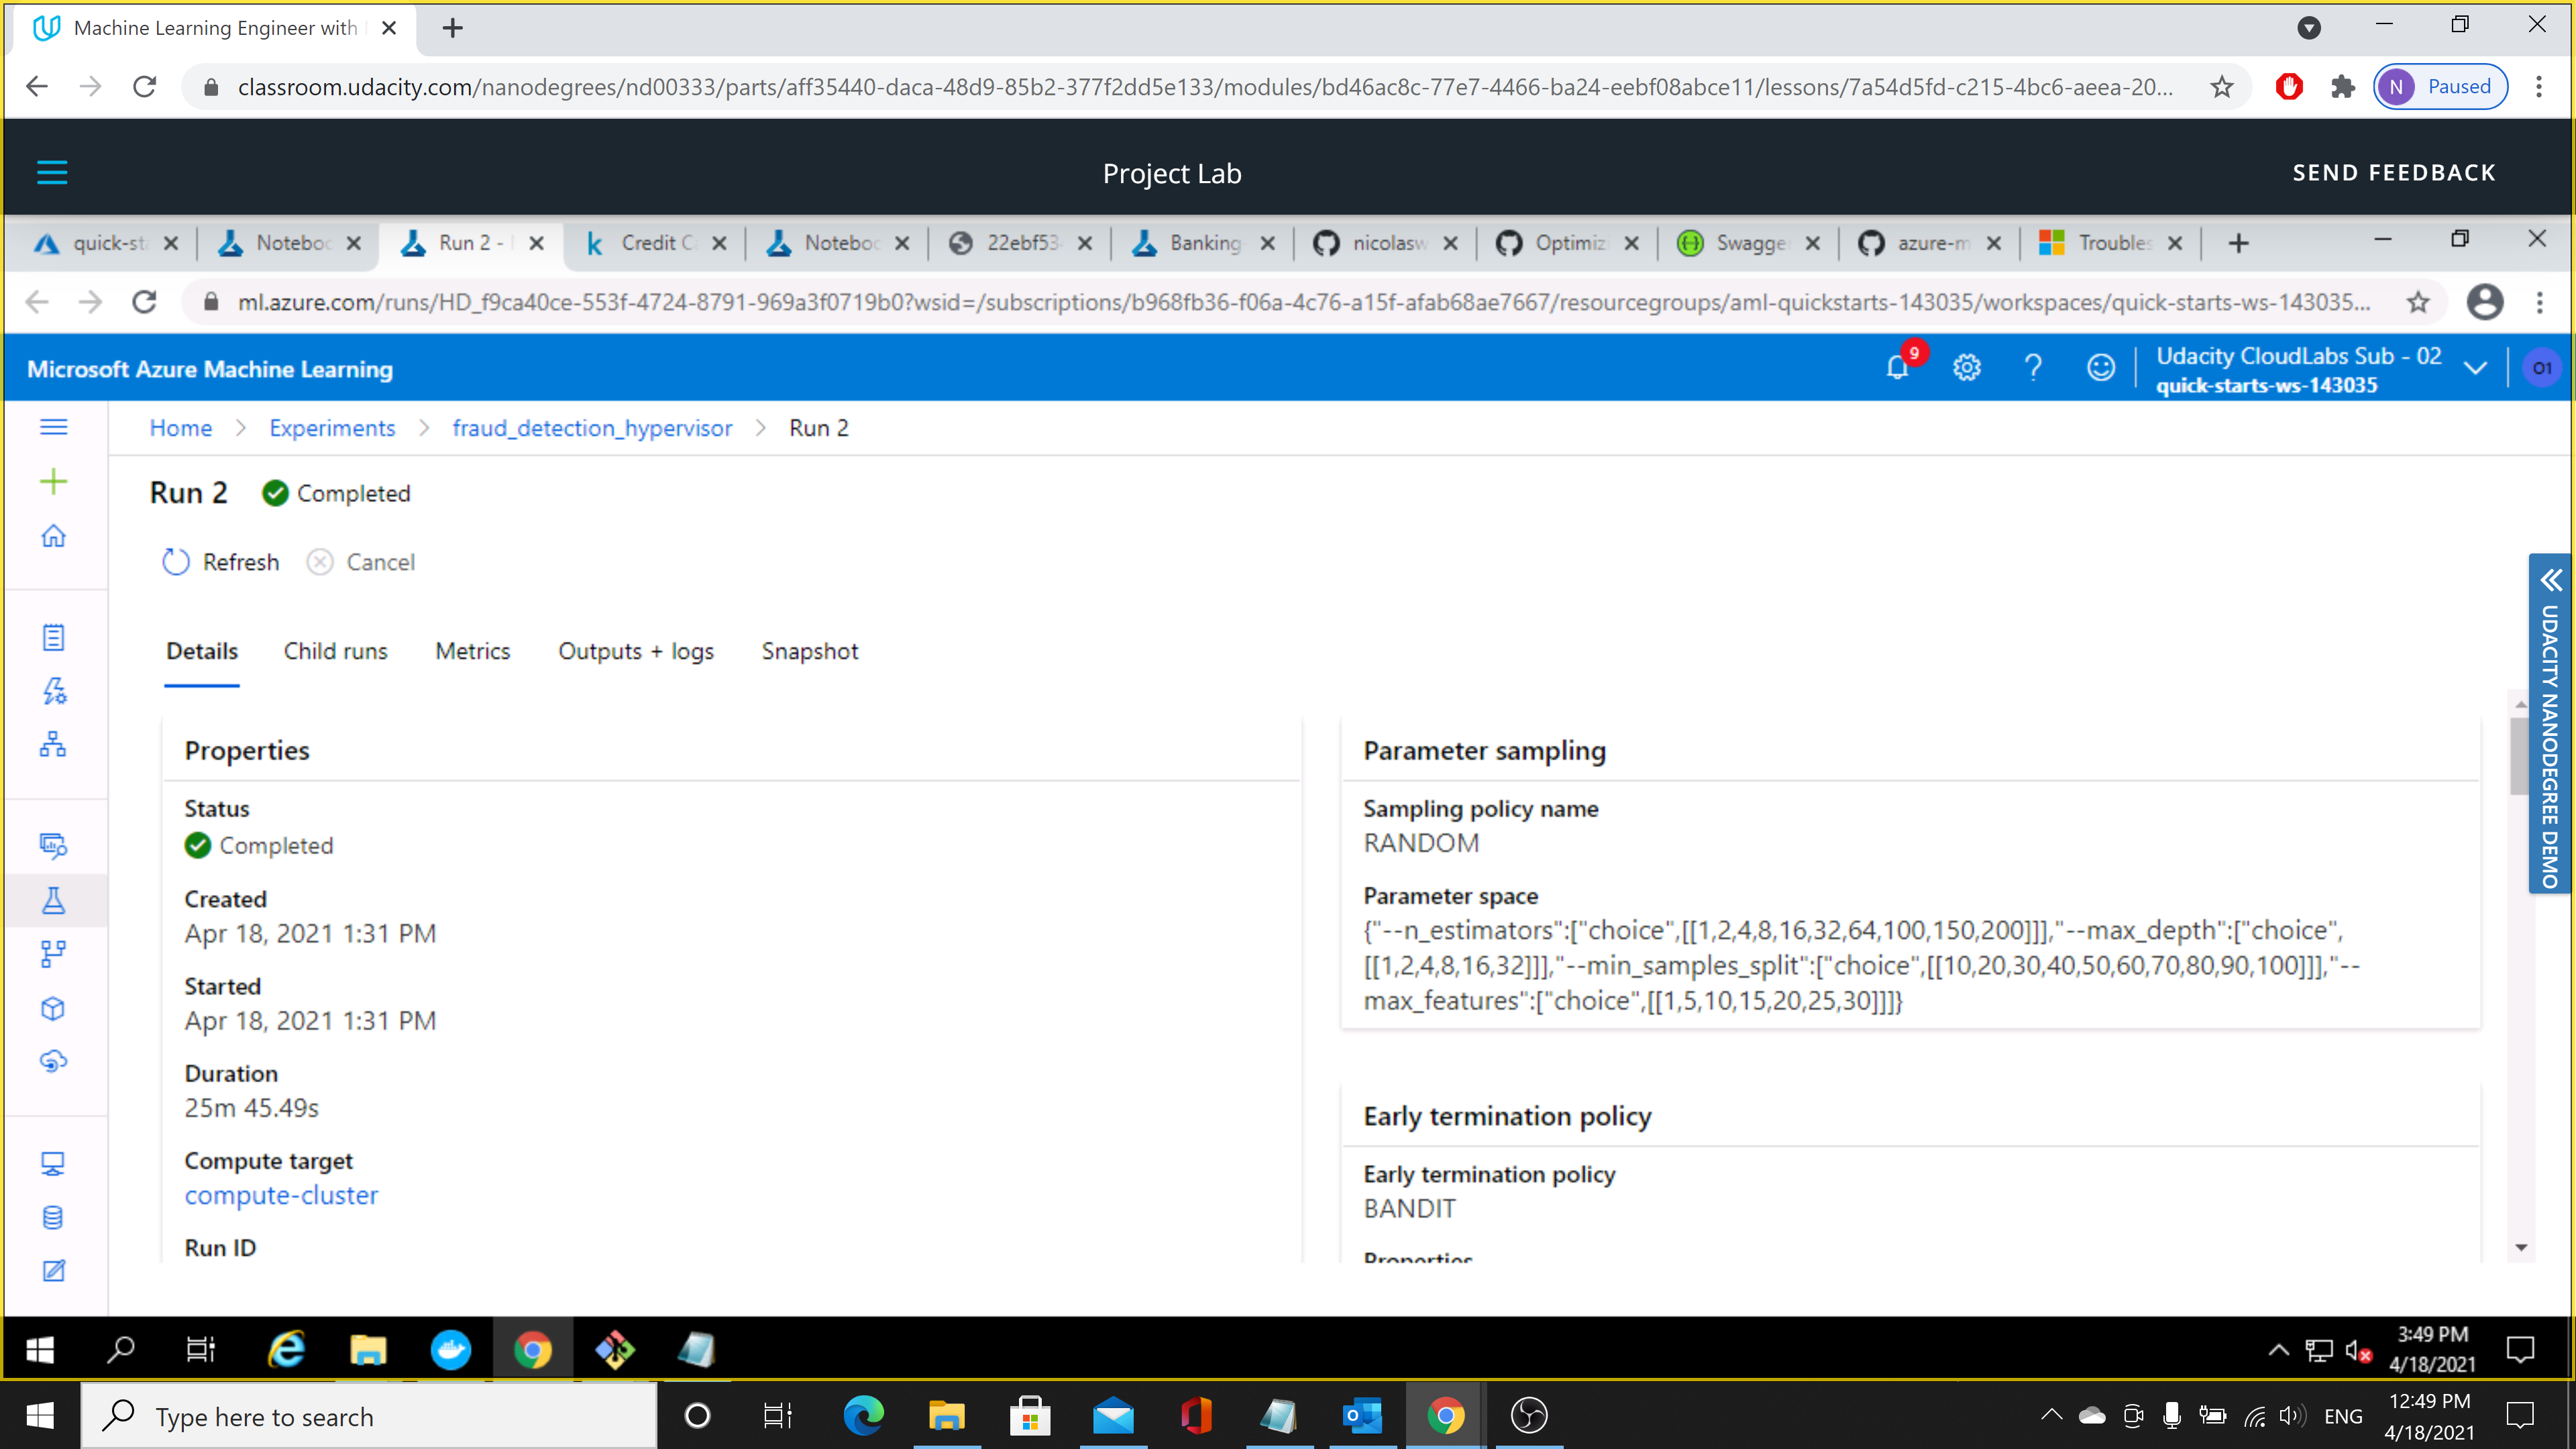 Machine Learning Engineer with
classroom.udacity.com/nanodegrees/nd00333/parts/aff35440-daca-48d9-85b2-377f2dd5e133/modules/bd46ac8c-77e7-4466-ba24-eebf08abce11/lessons/7a54d5fd-c215-4bc6-aeea-20...
N Paused
Project Lab
SEND FEEDBACK
quick-sta Noteboo Run 2 - Credit Ca Noteboo 22ebf53 Banking nicolasw Optimizi Swagge azure-m Troubles
ml.azure.com/runs/HD_f9ca40ce-553f-4724-8791-969a3f0719b0?wsid=/subscriptions/b968fb36-f06a-4c76-a15f-afab68ae7667/resourcegroups/aml-quickstarts-143035/workspaces/quick-starts-ws-143035...
Microsoft Azure Machine Learning
9
Udacity CloudLabs Sub - 02
quick-starts-ws-143035
O1
Home > Experiments > fraud_detection_hypervisor > Run 2
Run 2 Completed
Refresh Cancel
Details Child runs Metrics Outputs + logs Snapshot
Properties
Status
Completed
Created
Apr 18, 2021 1:31 PM
Started
Apr 18, 2021 1:31 PM
Duration
25m 45.49s
Compute target
compute-cluster
Run ID
Parameter sampling
Sampling policy name
RANDOM
Parameter space
{"--n_estimators":["choice",[[1,2,4,8,16,32,64,100,150,200]]],"--max_depth":["choice",
[[1,2,4,8,16,32]]],"--min_samples_split":["choice",[[10,20,30,40,50,60,70,80,90,100]]],"--
max_features":["choice",[[1,5,10,15,20,25,30]]]}
Early termination policy
Early termination policy
BANDIT
Properties
UDACITY NANODEGREE DEMO
3:49 PM
4/18/2021
Type here to search
ENG
12:49 PM
4/18/2021